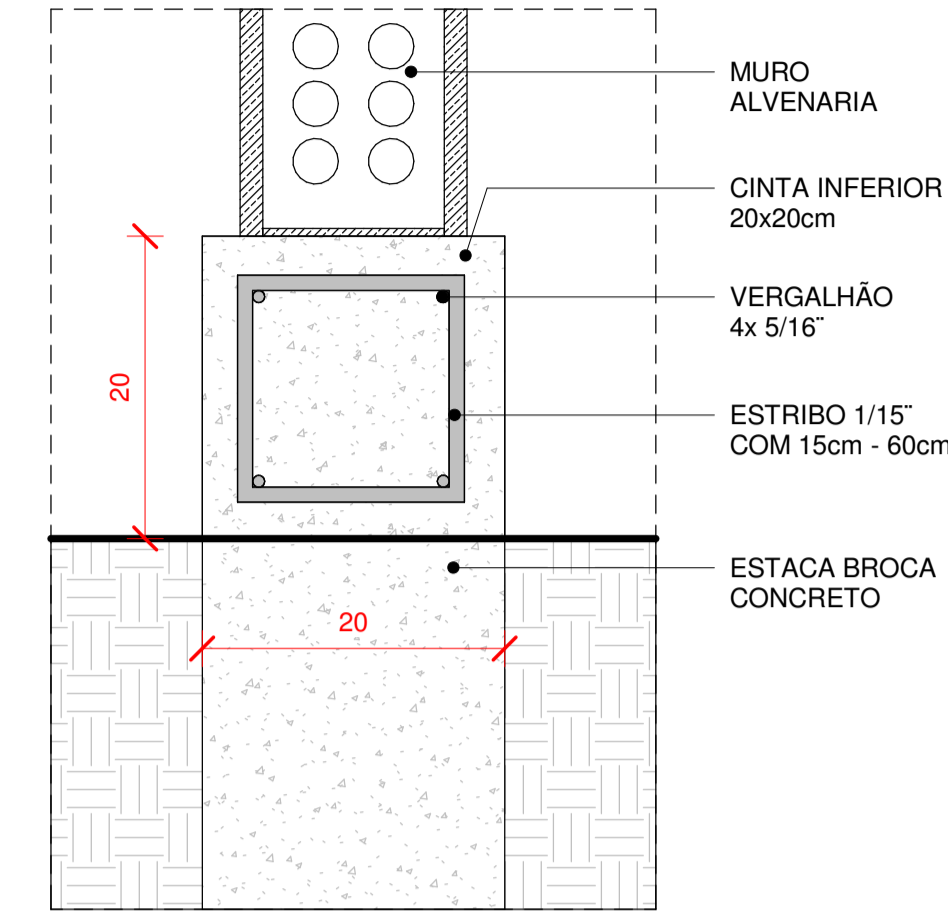 MURO
ALVENARIA
CINTA INFERIOR
20x20cm
VERGALHÃO
4x 5/16¨
20
ESTRIBO 1/15¨
COM 15cm - 60cm
ESTACA BROCA
CONCRETO
20